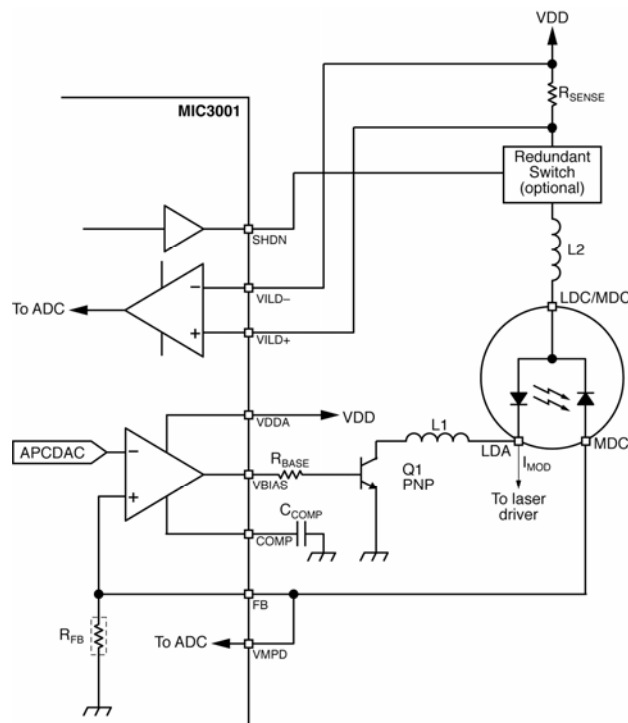 VDD
MIC3001
RSENSE
Redundant
Switch
(optional)
SHDN
L2
To ADC
VILD–
VILD+
LDC/MDC
VDDA
VDD
APCDAC
L1
RBASE
VBIAS
Q1
PNP
LDA
MDC
IMOD
To laser
driver
CCOMP
COMP
FB
RFB
To ADC
VMPD